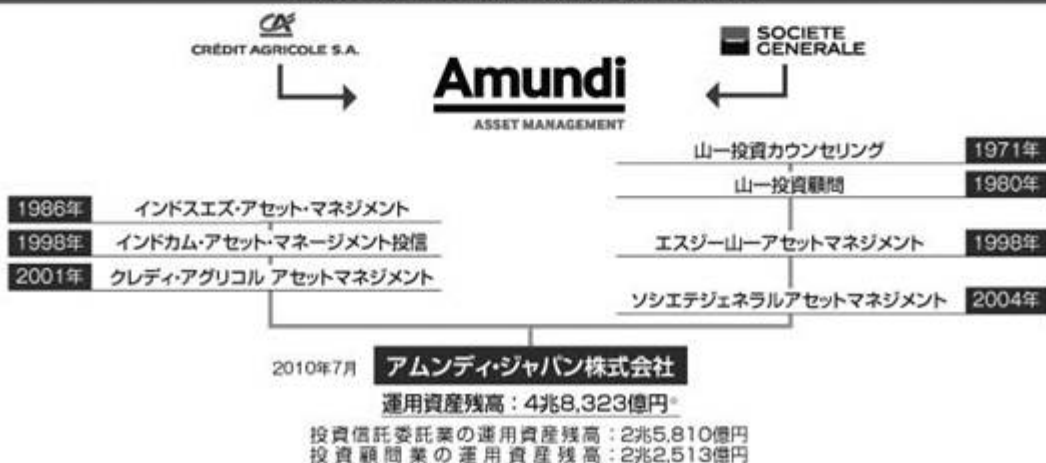 CA
CRÉDIT AGRICOLE S.A.
SOCIETE
GENERALE
Amundi
ASSET MANAGEMENT
山一投資カウンセリング 1971年
山一投資顧問 1980年
1986年 インドスエズ・アセット・マネジメント
1998年 インドカム・アセット・マネージメント投信
エスジー山一アセットマネジメント 1998年
2001年 クレディ・アグリコル アセットマネジメント
ソシエテジェネラルアセットマネジメント 2004年
2010年7月 アムンディ・ジャパン株式会社
運用資産残高：4兆8,323億円※
投資信託委託業の運用資産残高：2兆5,810億円
投資顧問業の運用資産残高：2兆2,513億円